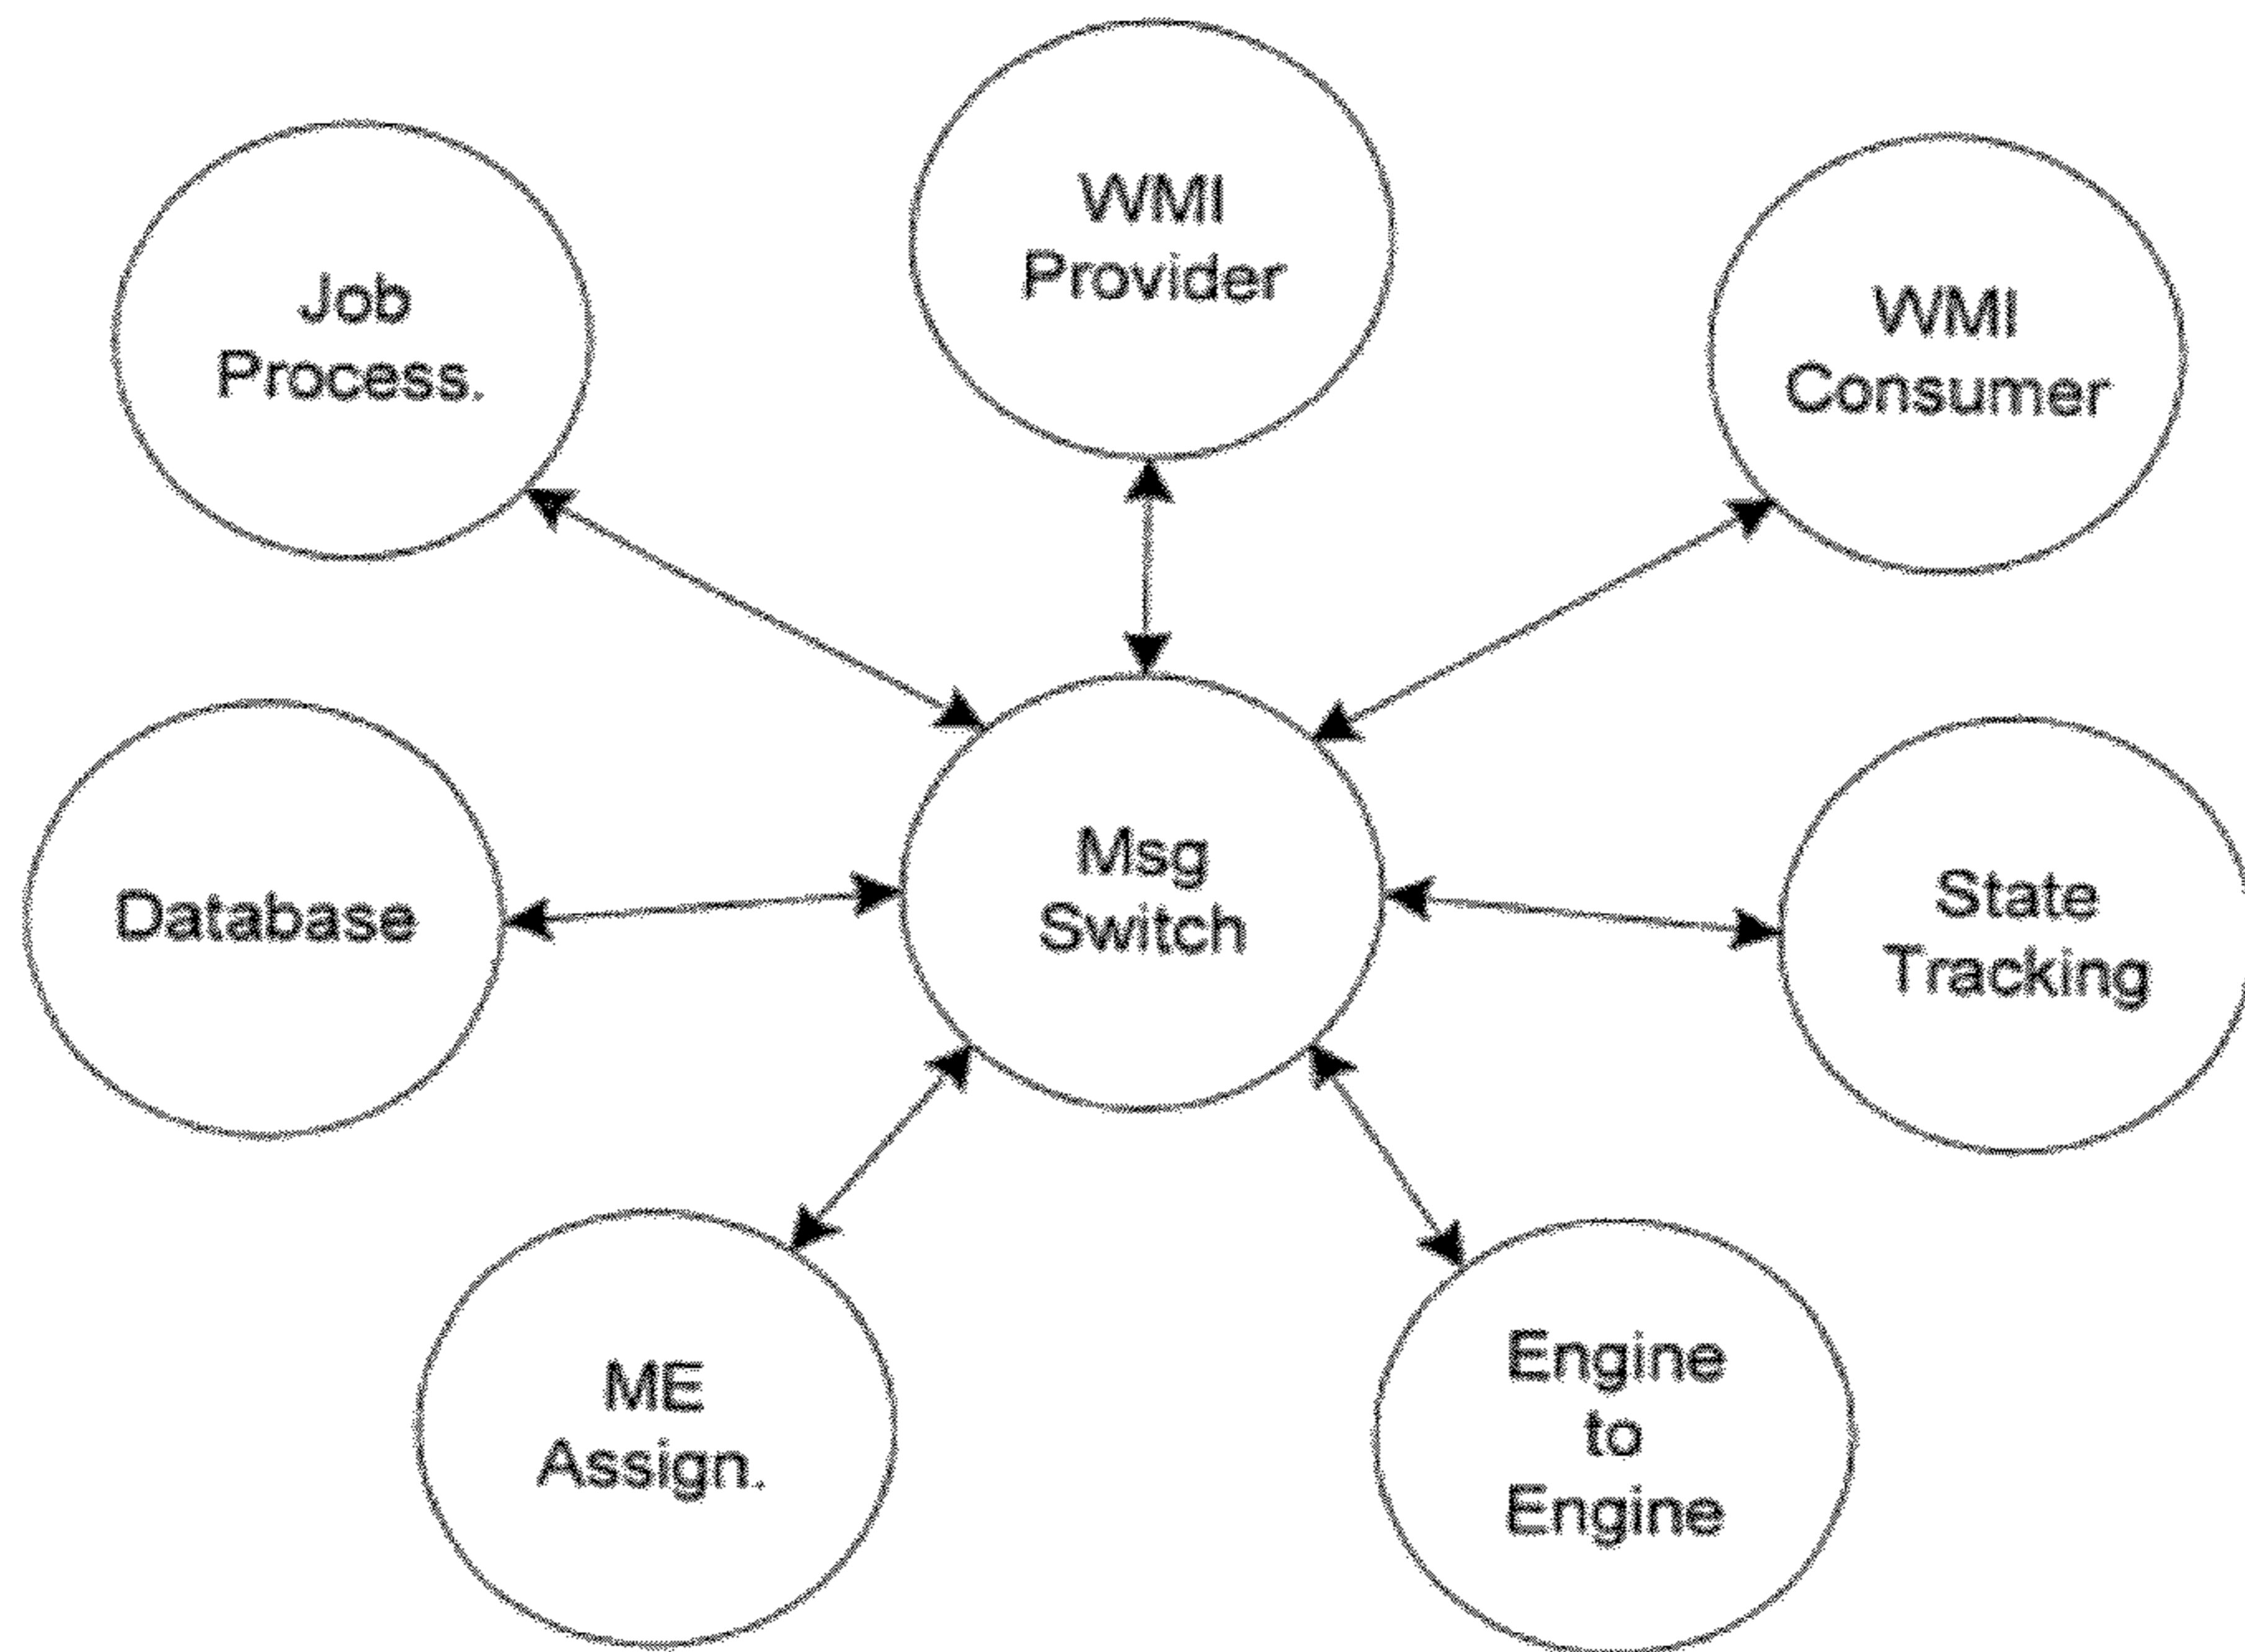 WMI
Provider
Job
Process.
WMI
Consumer
Msg
Switch
Database
State
Tracking
ME
Assign.
Engine
to
Engine